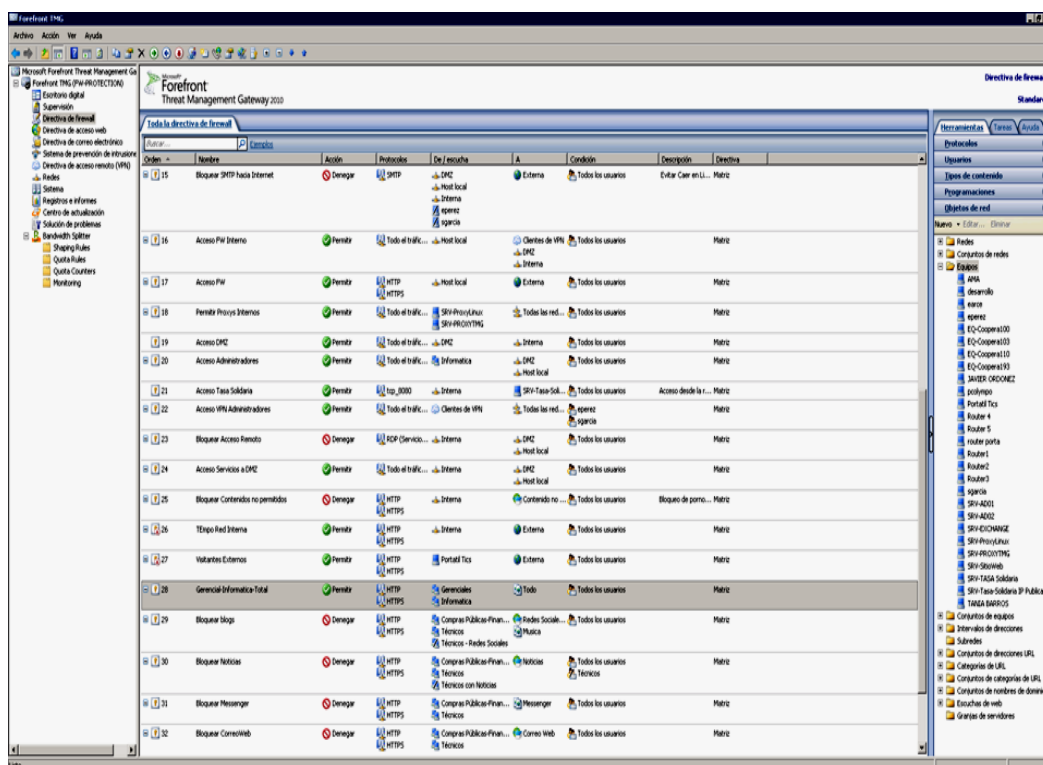 Forefront TMG
Archivo Acción Ver Ayuda
Microsoft Forefront Threat Management Ga
Forefront TMG (FW-PROTECTION)
Escritorio digital
Supervisión
Directiva de firewall
Directiva de acceso web
Directiva de correo electrónico
Sistema de prevención de intrusione
Directiva de acceso remoto (VPN)
Redes
Sistema
Registros e informes
Centro de actualización
Solución de problemas
Bandwidth Splitter
Shaping Rules
Quota Rules
Quota Counters
Monitoring
Microsoft
Forefront
Threat Management Gateway 2010
Directiva de firewa
Standar
Toda la directiva de firewall
Buscar... Ejemplos
Orden Nombre Acción Protocolos De / escucha A Condición Descripción Directiva
15 Bloquear SMTP hacia Internet Denegar SMTP DMZ Externa Todos los usuarios Evitar Caer en Li... Matriz
Host local
Interna
eperez
sgarcia
16 Acceso FW Interno Permitir Todo el tráfic... Host local Clientes de VPN Todos los usuarios Matriz
DMZ
Interna
17 Acceso FW Permitir HTTP Host local Externa Todos los usuarios Matriz
HTTPS
18 Permitir Proxys Internos Permitir Todo el tráfic... SRV-ProxyLinux Todas las red... Todos los usuarios Matriz
SRV-PROXYTMG
19 Acceso DMZ Permitir Todo el tráfic... DMZ Interna Todos los usuarios Matriz
20 Acceso Administradores Permitir Todo el tráfic... Informatica DMZ Todos los usuarios Matriz
Host local
21 Acceso Tasa Solidaria Permitir tcp_8080 Interna SRV-Tasa-Soli... Todos los usuarios Acceso desde la r... Matriz
22 Acceso VPN Administradores Permitir Todo el tráfic... Clientes de VPN Todas las red... eperez Matriz
sgarcia
23 Bloquear Acceso Remoto Denegar RDP (Servicio... Interna DMZ Todos los usuarios Matriz
Host local
24 Acceso Servicios a DMZ Permitir Todo el tráfic... Interna DMZ Todos los usuarios Matriz
Host local
25 Bloquear Contenidos no permitidos Denegar HTTP Interna Contenido no ... Todos los usuarios Bloqueo de porno... Matriz
HTTPS
26 TEmpo Red Interna Permitir HTTP Interna Externa Todos los usuarios Matriz
HTTPS
27 Visitantes Externos Permitir HTTP Portatil Tics Externa Todos los usuarios Matriz
HTTPS
28 Gerencial-Informatica-Total Permitir HTTP Gerenciales Todo Todos los usuarios Matriz
HTTPS Informatica
29 Bloquear blogs Denegar HTTP Compras Públicas-Finan... Redes Sociale... Todos los usuarios Matriz
HTTPS Técnicos Musica
Técnicos - Redes Sociales
30 Bloquear Noticias Denegar HTTP Compras Públicas-Finan... Noticias Todos los usuarios Matriz
HTTPS Técnicos Técnicos
Técnicos con Noticias
31 Bloquear Messenger Denegar HTTP Compras Públicas-Finan... Messenger Todos los usuarios Matriz
HTTPS Técnicos
32 Bloquear CorreoWeb Denegar HTTP Compras Públicas-Finan... Correo Web Todos los usuarios Matriz
HTTPS Técnicos
Herramientas Tareas Ayuda
Protocolos
Usuarios
Tipos de contenido
Programaciones
Objetos de red
Nuevo Editar... Eliminar
Redes
Conjuntos de redes
Equipos
AMA
desarrollo
earce
eperez
EQ-Coopera100
EQ-Coopera103
EQ-Coopera110
EQ-Coopera193
JAVIER ORDONEZ
pcolympo
Portatil Tics
Router 4
Router 5
router porta
Router1
Router2
Router3
sgarcia
SRV-AD01
SRV-AD02
SRV-EXCHANGE
SRV-ProxyLinux
SRV-PROXYTMG
SRV-SitioWeb
SRV-TASA Solidaria
SRV-Tasa-Solidaria IP Publica
TANIA BARROS
Conjuntos de equipos
Intervalos de direcciones
Subredes
Conjuntos de direcciones URL
Categorías de URL
Conjuntos de categorías de URL
Conjuntos de nombres de domini
Escuchas de web
Granjas de servidores